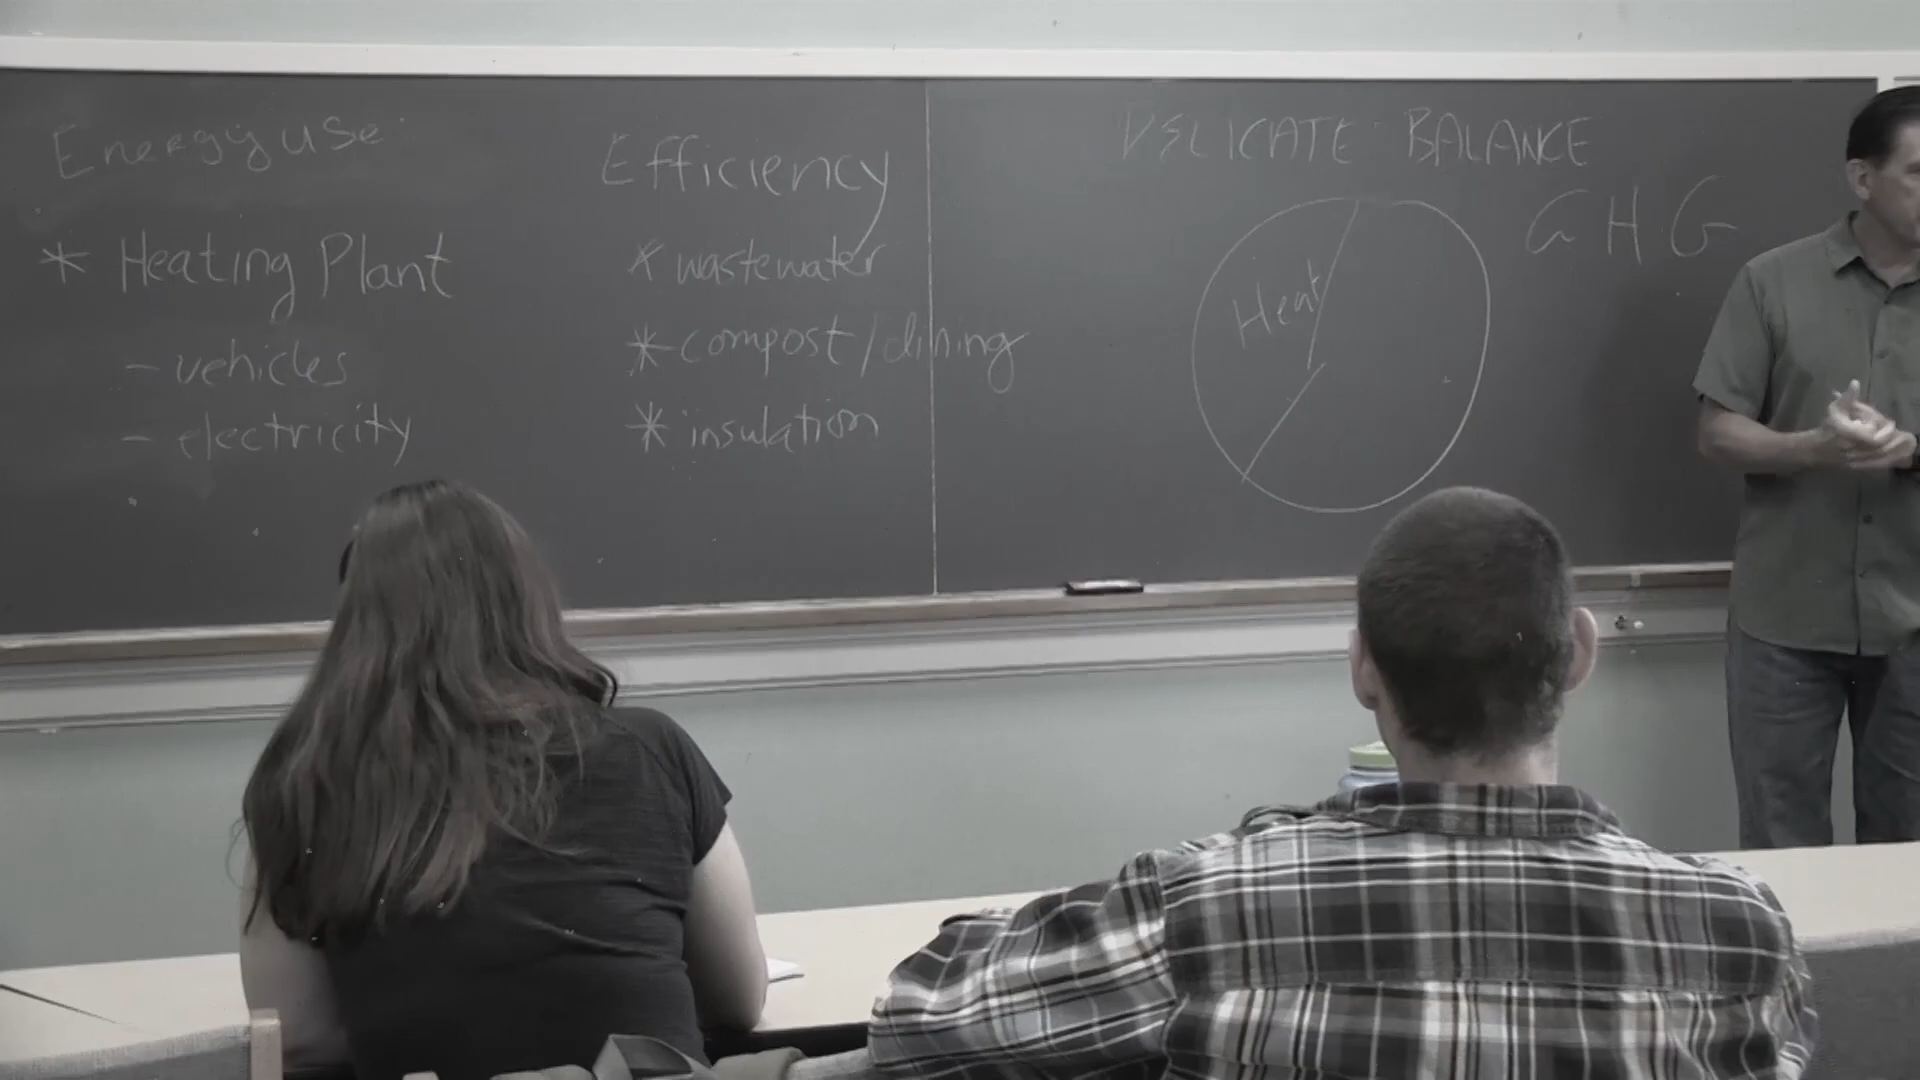 Energy use
* Heating Plant
- vehicles
- electricity
Efficiency
* wastewater
* compost/dining
* insulation
DELICATE BALANCE
GHG
Heat